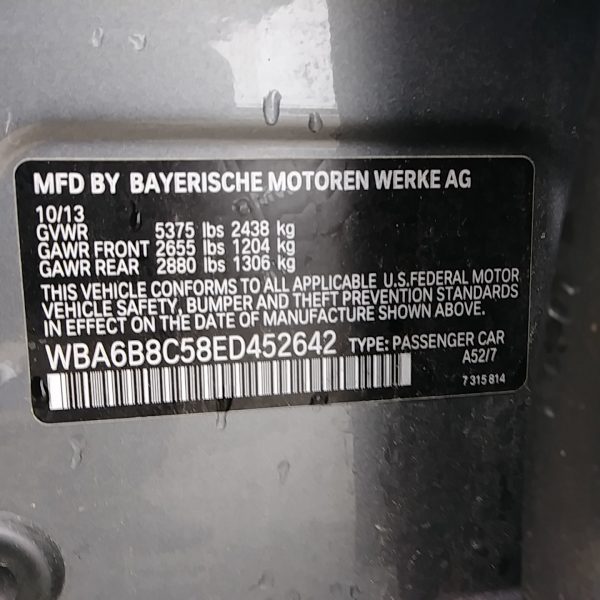 MFD BY BAYERISCHE MOTOREN WERKE AG
10/13
GVWR 5375 lbs 2438 kg
GAWR FRONT 2655 lbs 1204 kg
GAWR REAR 2880 lbs 1306 kg
THIS VEHICLE CONFORMS TO ALL APPLICABLE U.S.FEDERAL MOTOR
VEHICLE SAFETY, BUMPER AND THEFT PREVENTION STANDARDS
IN EFFECT ON THE DATE OF MANUFACTURE SHOWN ABOVE.
WBA6B8C58ED452642 TYPE: PASSENGER CAR
A52/7
7 315 814